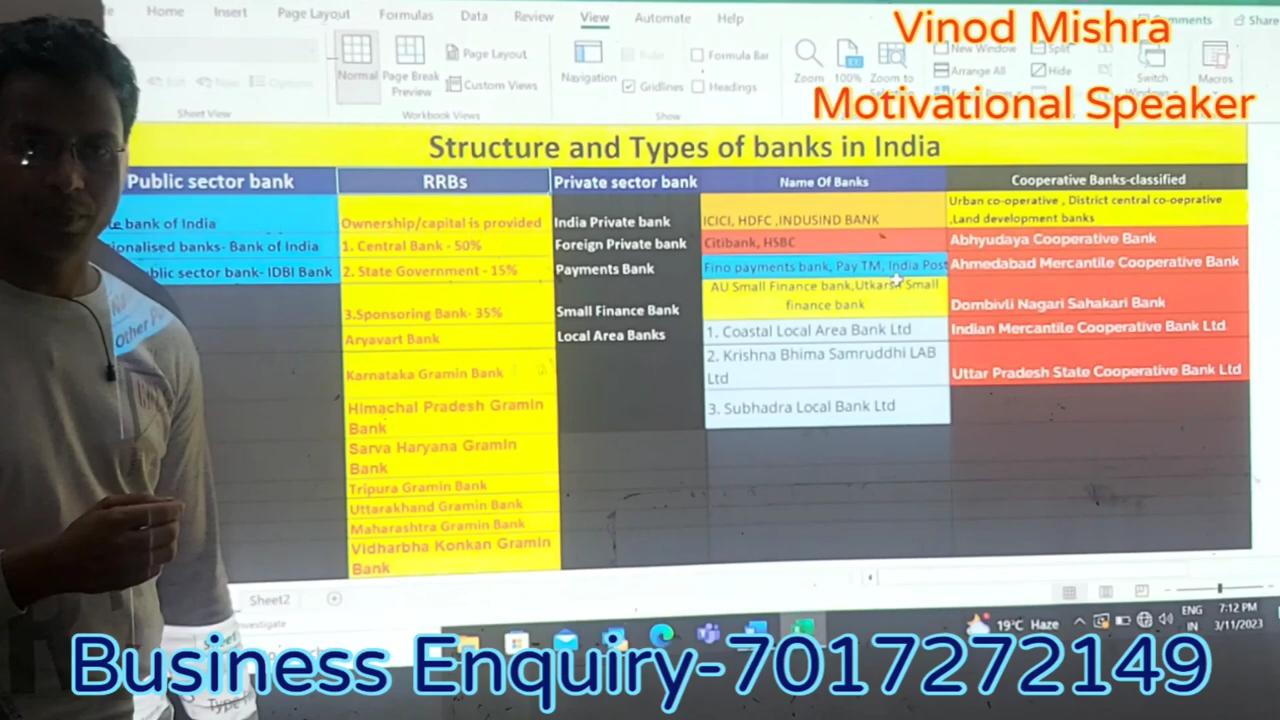 Home Insert Page Layout Formulas Data Review View Automate Help Comments Share
Vinod Mishra
Motivational Speaker
Normal
Page Break Preview
Page Layout
Custom Views
Workbook Views
Sheet View
Navigation
Ruler
Formula Bar
Gridlines
Headings
Show
Zoom
100%
Zoom to
New Window
Arrange All
Split
Hide
Switch
Macros
Structure and Types of banks in India
Public sector bank
bank of India
Bank of India
sector bank- IDBI Bank
RRBs
Ownership/capital is provided
1. Central Bank - 50%
2. State Government - 15%
3.Sponsoring Bank- 35%
Aryavart Bank
Karnataka Gramin Bank
Himachal Pradesh Gramin
Bank
Sarva Haryana Gramin
Bank
Tripura Gramin Bank
Uttarakhand Gramin Bank
Maharashtra Gramin Bank
Vidharbha Konkan Gramin
Bank
Private sector bank
India Private bank
Foreign Private bank
Payments Bank
Small Finance Bank
Local Area Banks
Name Of Banks
ICICI, HDFC ,INDUSIND BANK
Citibank, HSBC
Fino payments bank, Pay TM, India Post
AU Small Finance bank,Utkarsh Small
finance bank
1. Coastal Local Area Bank Ltd
2. Krishna Bhima Samruddhi LAB
Ltd
3. Subhadra Local Bank Ltd
Cooperative Banks-classified
Urban co-operative , District central co-oeprative
,Land development banks
Abhyudaya Cooperative Bank
Ahmedabad Mercantile Cooperative Bank
Dombivli Nagari Sahakari Bank
Indian Mercantile Cooperative Bank Ltd
Uttar Pradesh State Cooperative Bank Ltd
Other
Sheet2
19°C Haze
ENG
IN
7:12 PM
3/11/2023
Business Enquiry-7017272149